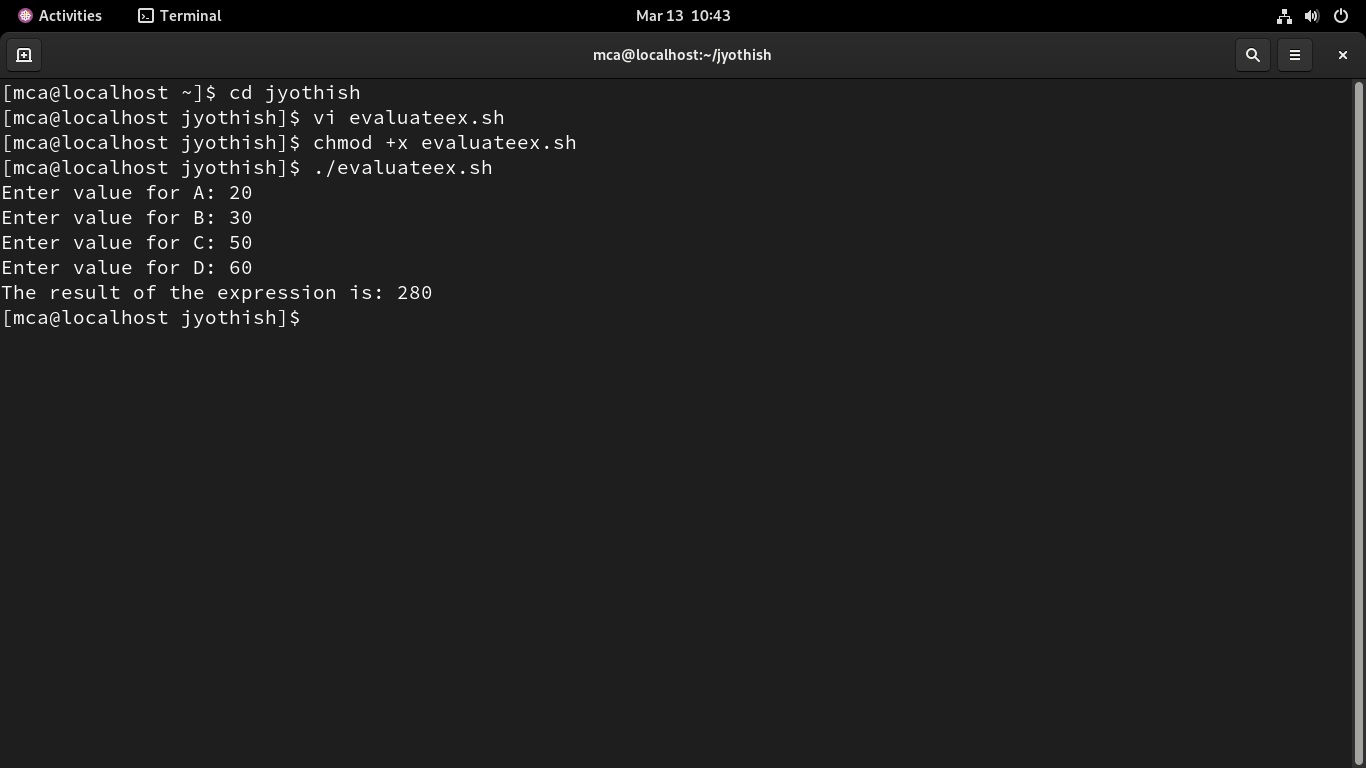 Activities Terminal Mar 13 10:43
mca@localhost:~/jyothish
[mca@localhost ~]$ cd jyothish
[mca@localhost jyothish]$ vi evaluateex.sh
[mca@localhost jyothish]$ chmod +x evaluateex.sh
[mca@localhost jyothish]$ ./evaluateex.sh
Enter value for A: 20
Enter value for B: 30
Enter value for C: 50
Enter value for D: 60
The result of the expression is: 280
[mca@localhost jyothish]$